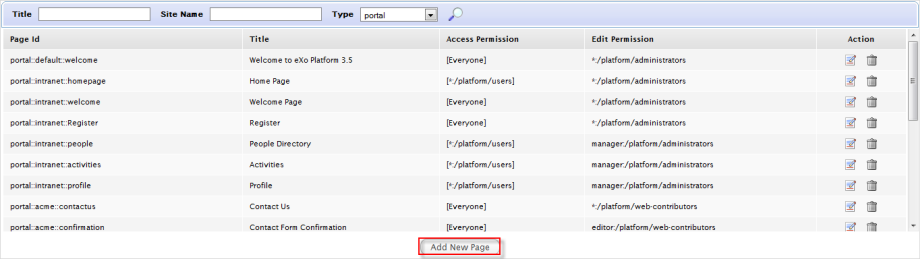 Title Site Name Type portal
Page Id Title Access Permission Edit Permission Action
portal::default::welcome Welcome to eXo Platform 3.5 [Everyone] *:/platform/administrators
portal::intranet::homepage Home Page [*:/platform/users] *:/platform/administrators
portal::intranet::welcome Welcome Page [Everyone] *:/platform/administrators
portal::intranet::Register Register [Everyone] *:/platform/administrators
portal::intranet::people People Directory [*:/platform/users] manager:/platform/administrators
portal::intranet::activities Activities [*:/platform/users] manager:/platform/administrators
portal::intranet::profile Profile [*:/platform/users] manager:/platform/administrators
portal::acme::contactus Contact Us [Everyone] *:/platform/web-contributors
portal::acme::confirmation Contact Form Confirmation [Everyone] editor:/platform/web-contributors
Add New Page